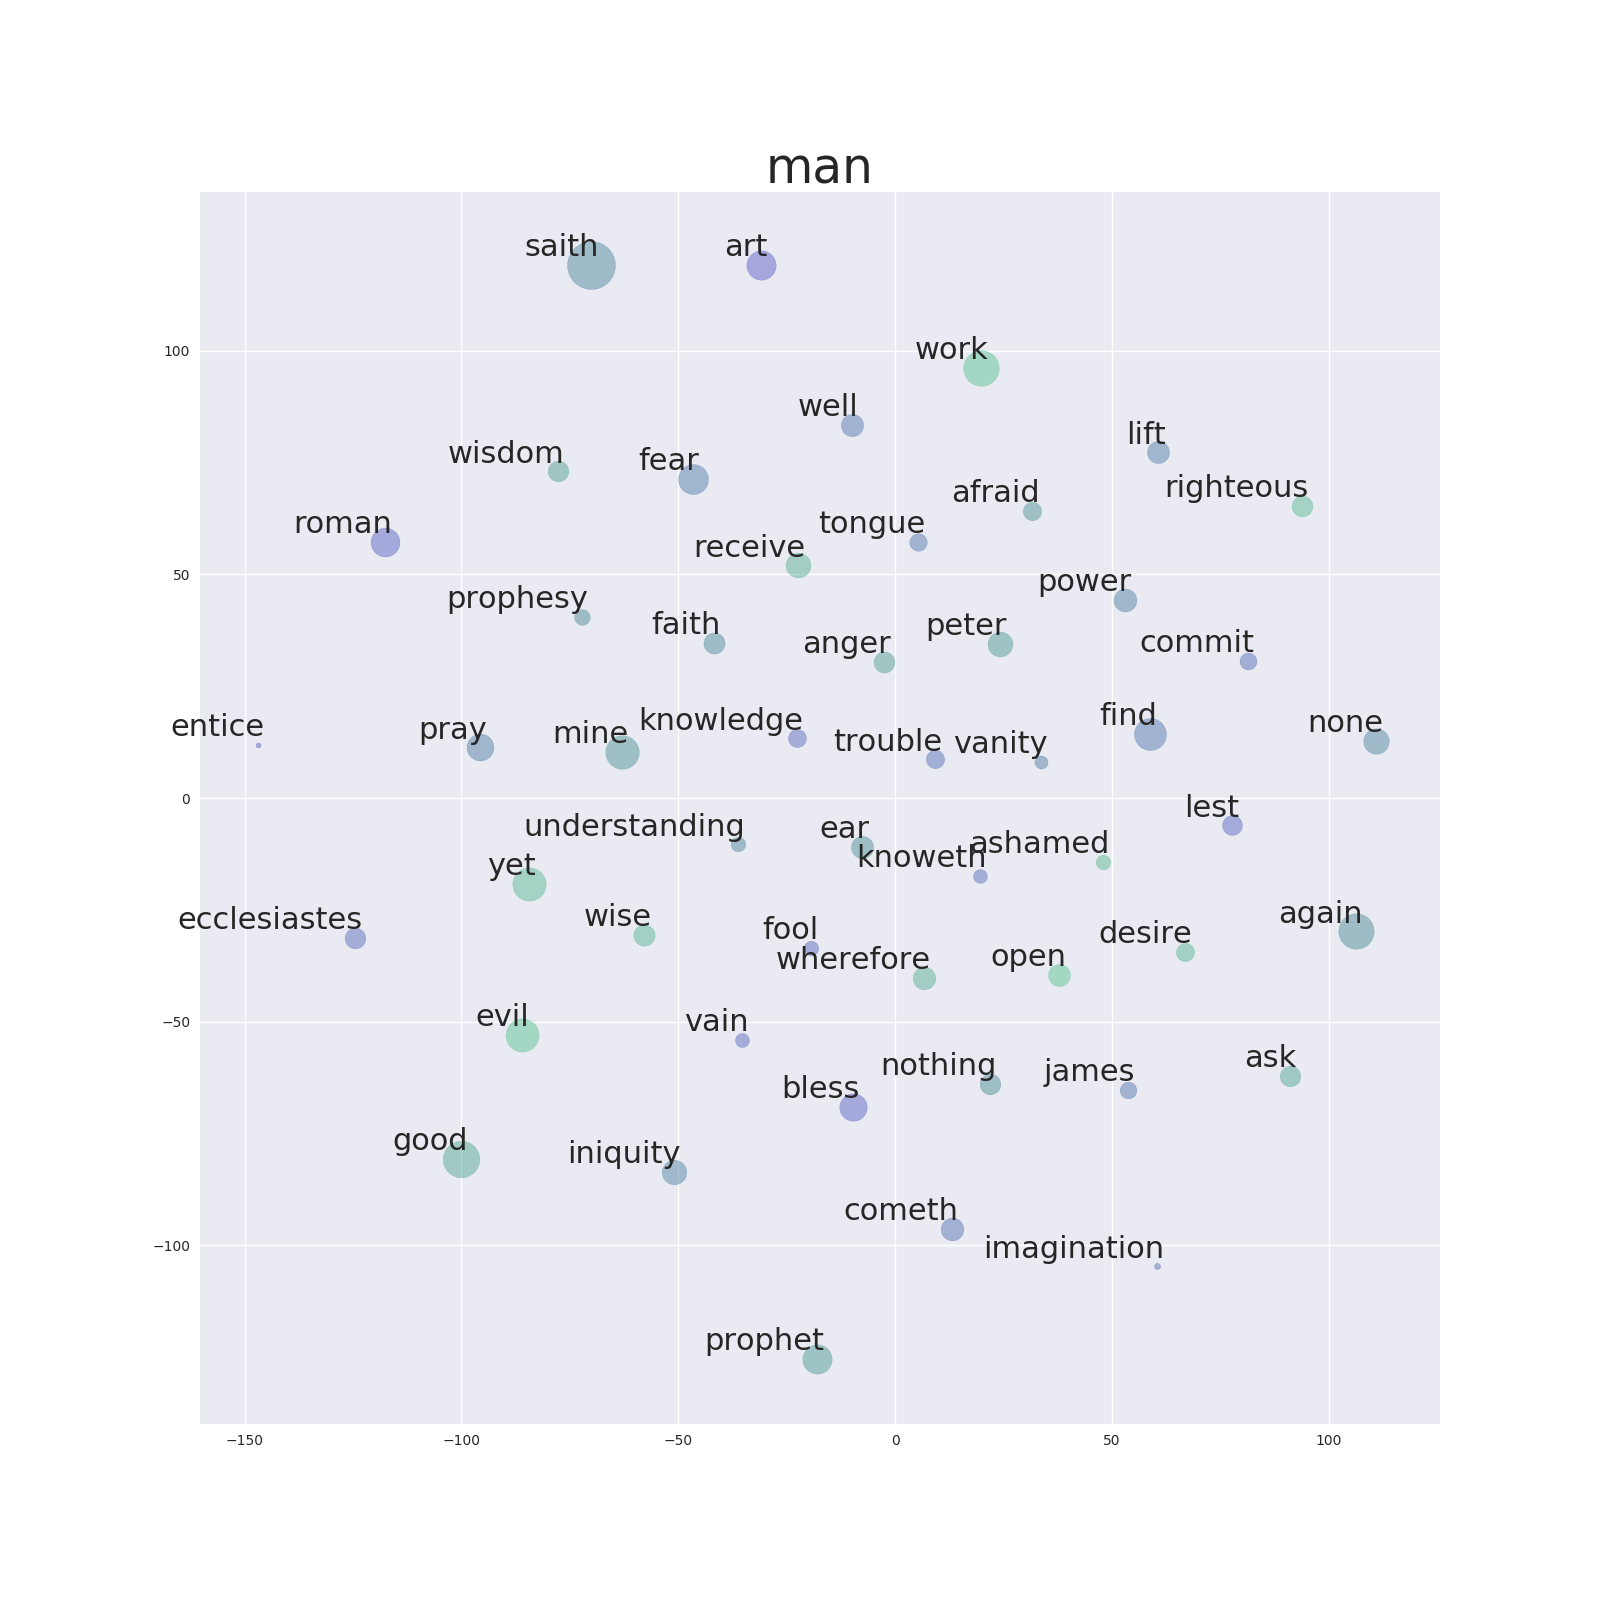 man
saith
art
100
work
well
lift
wisdom
fear
righteous
afraid
roman
tongue
receive
50
power
prophesy
faith
peter
anger
commit
entice
pray
mine
knowledge
find
none
trouble
vanity
0
lest
understanding
ear
ashamed
knoweth
yet
ecclesiastes
wise
again
fool
desire
wherefore
open
evil
−50
vain
ask
nothing
james
bless
good
iniquity
cometh
−100
imagination
prophet
−150
−100
−50
0
50
100